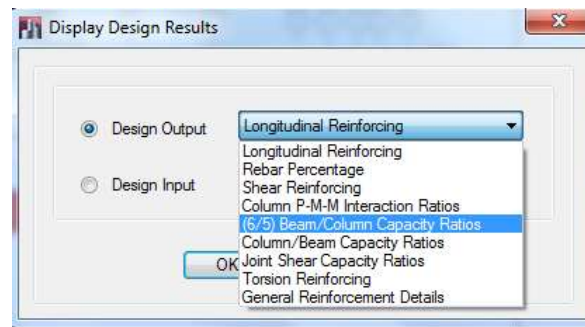 Display Design Results
Design Output
Longitudinal Reinforcing
Longitudinal Reinforcing
Rebar Percentage
Shear Reinforcing
Column P-M-M Interaction Ratios
(6/5) Beam/Column Capacity Ratios
Column/Beam Capacity Ratios
Joint Shear Capacity Ratios
Torsion Reinforcing
General Reinforcement Details
Design Input
OK